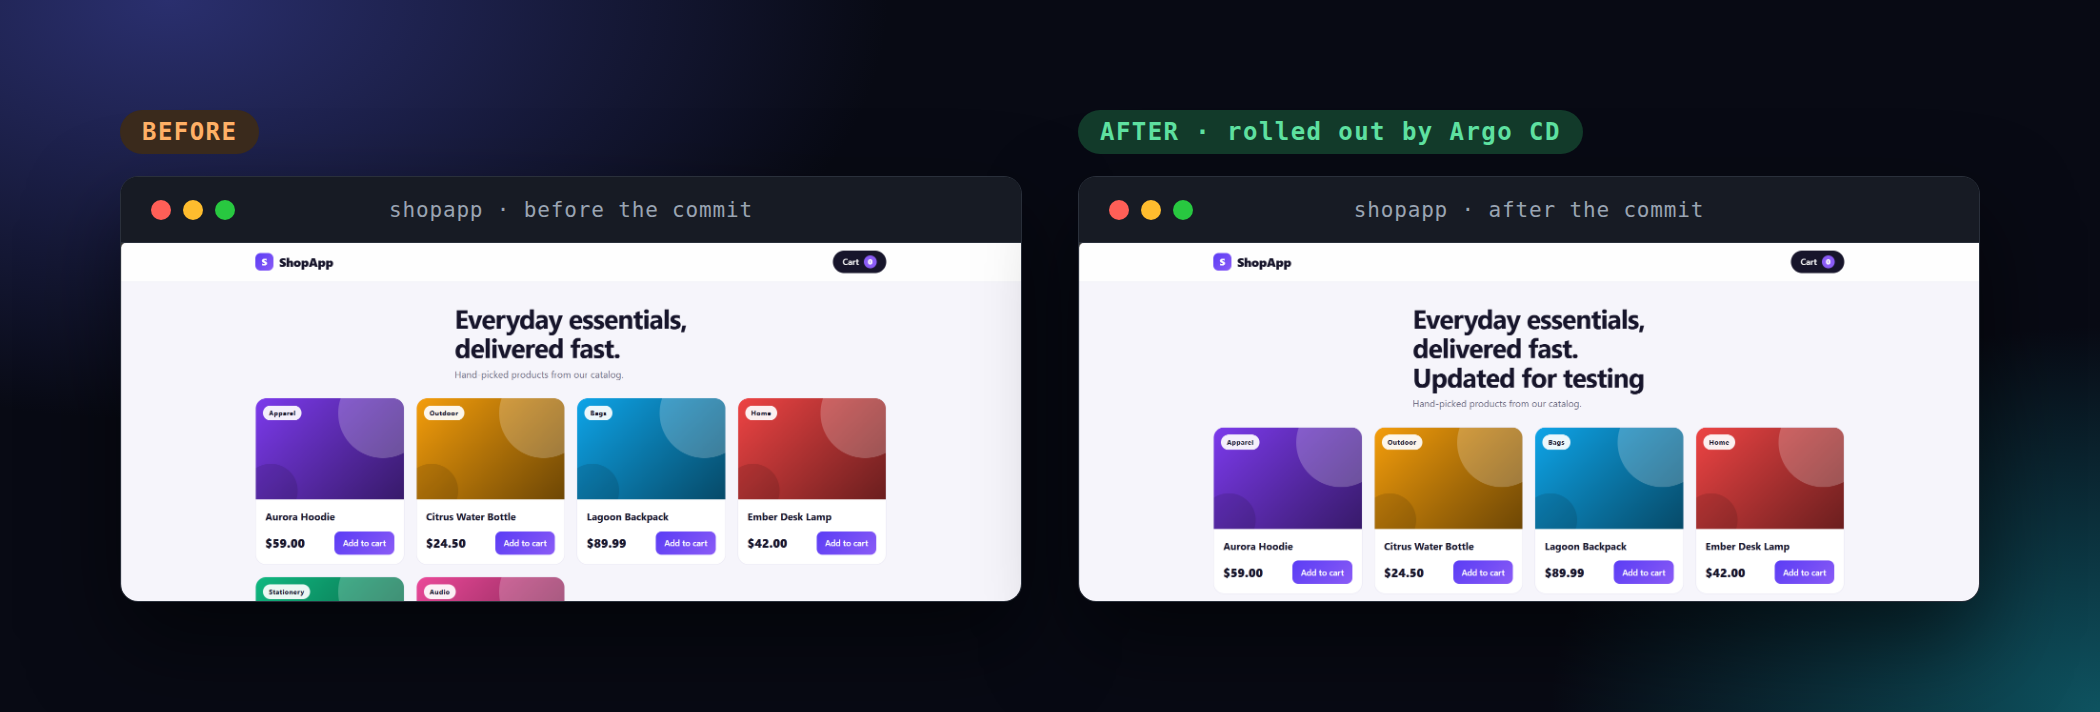 BEFORE
shopapp · before the commit
S ShopApp
Cart 0
Everyday essentials,
delivered fast.
Hand-picked products from our catalog.
Apparel
Outdoor
Bags
Home
Aurora Hoodie
Citrus Water Bottle
Lagoon Backpack
Ember Desk Lamp
$59.00 Add to cart
$24.50 Add to cart
$89.99 Add to cart
$42.00 Add to cart
Stationery
Audio
AFTER · rolled out by Argo CD
shopapp · after the commit
S ShopApp
Cart 0
Everyday essentials,
delivered fast.
Updated for testing
Hand-picked products from our catalog.
Apparel
Outdoor
Bags
Home
Aurora Hoodie
Citrus Water Bottle
Lagoon Backpack
Ember Desk Lamp
$59.00 Add to cart
$24.50 Add to cart
$89.99 Add to cart
$42.00 Add to cart